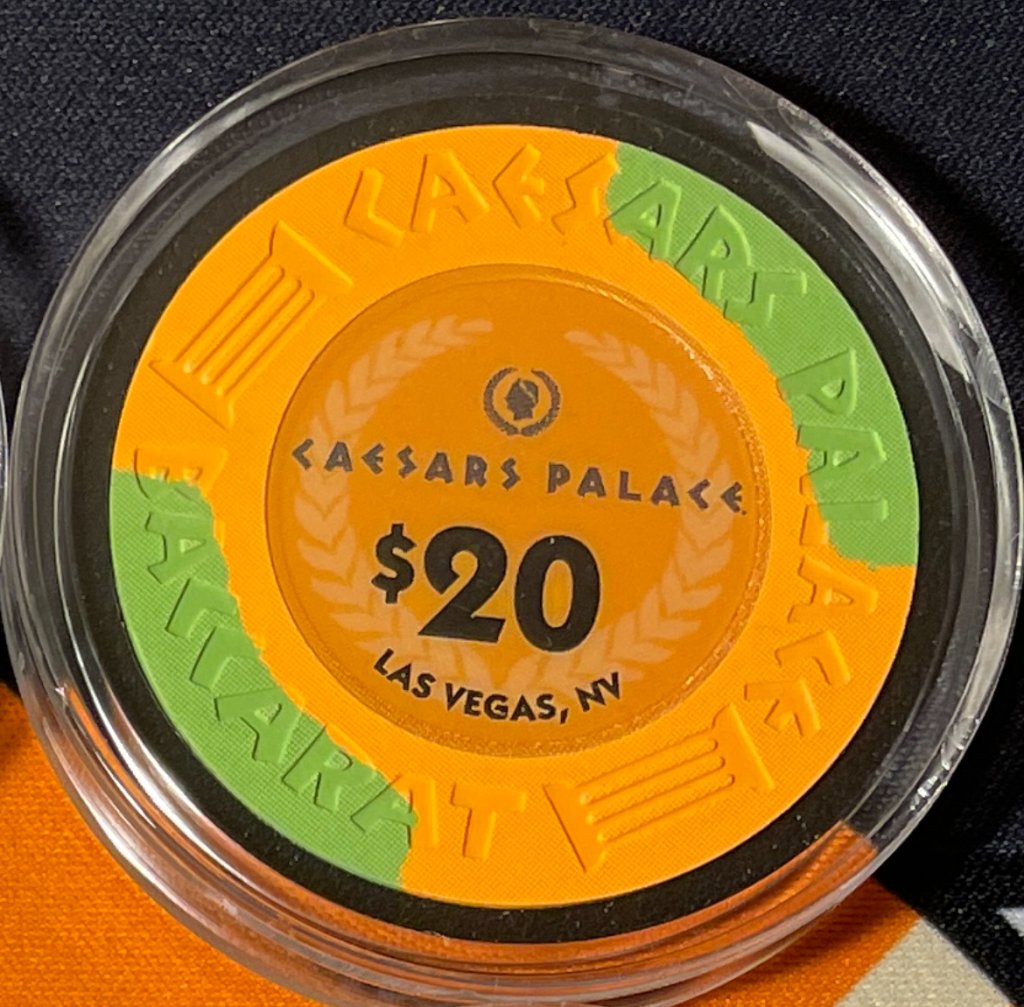 CAESARS PALACE
CAESARS PALACE
$20
LAS VEGAS, NV
BACCARAT